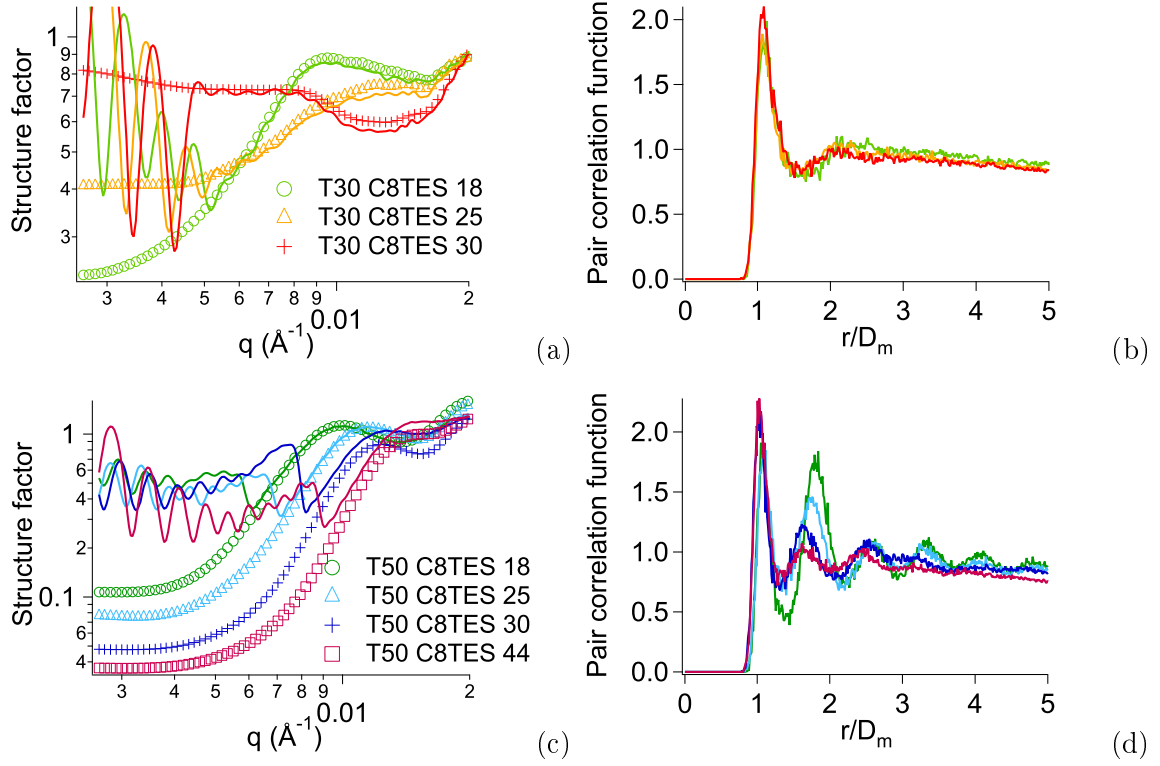 Structure factor
1
9
8
7
6
5
4
3
T30 C8TES 18
T30 C8TES 25
T30 C8TES 30
3 4 5 6 7 8 9 0.01 2
q (Å⁻¹)
(a)
Pair correlation function
2.0
1.5
1.0
0.5
0.0
0 1 2 3 4 5
r/Dₘ
(b)
Structure factor
1
6
4
2
0.1
6
4
T50 C8TES 18
T50 C8TES 25
T50 C8TES 30
T50 C8TES 44
3 4 5 6 7 8 9 0.01 2
q (Å⁻¹)
(c)
Pair correlation function
2.0
1.5
1.0
0.5
0.0
0 1 2 3 4 5
r/Dₘ
(d)